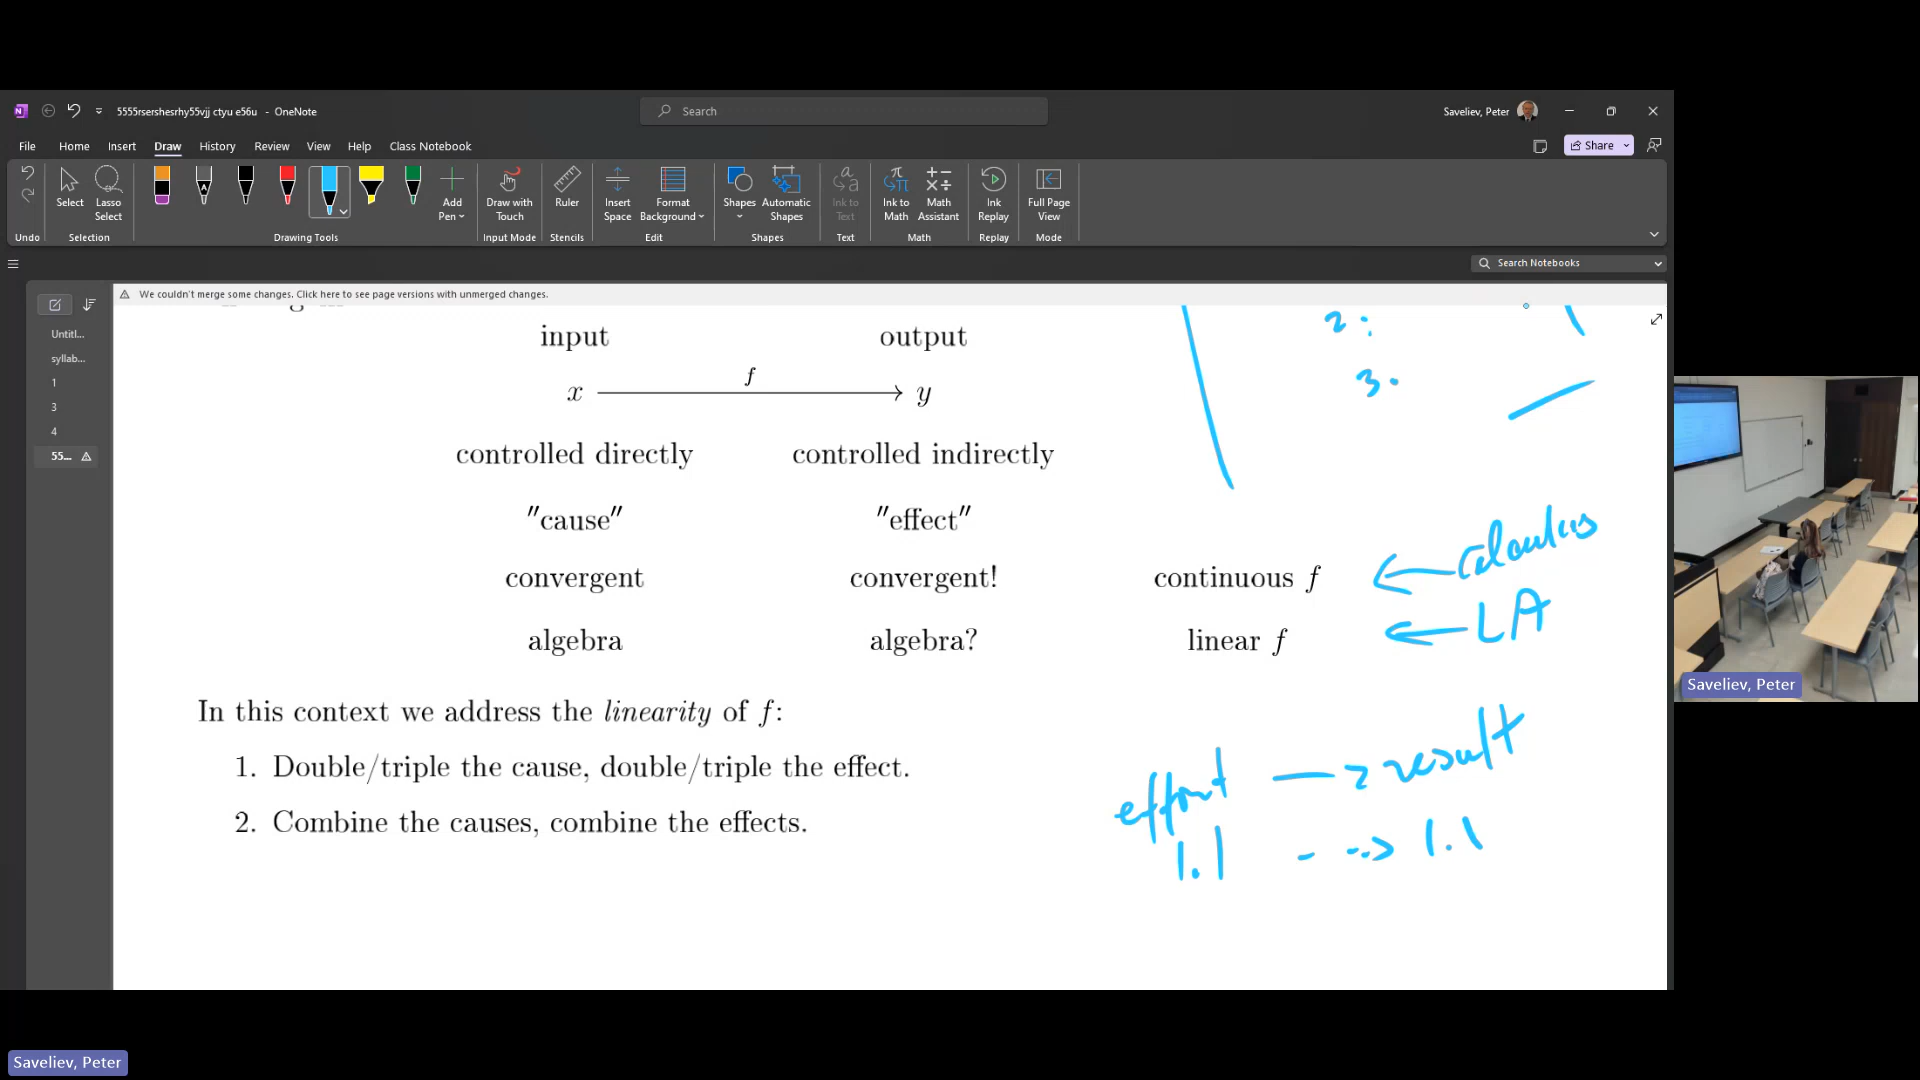 5555rsershesrhy55vjj ctyu e56u - OneNote
Search
Saveliev, Peter
File Home Insert Draw History Review View Help Class Notebook
Share
Select
Lasso Select
Add Pen
Draw with Touch
Ruler
Insert Space
Format Background
Shapes
Automatic Shapes
Ink to Text
Ink to Math
Math Assistant
Ink Replay
Full Page View
Undo Selection Drawing Tools Input Mode Stencils Edit Shapes Text Math Replay Mode
Search Notebooks
We couldn't merge some changes. Click here to see page versions with unmerged changes.
Untitl...
syllab...
1
3
4
55...
input output
2:
f
x y
3.
controlled directly controlled indirectly
"cause" "effect"
convergent convergent! continuous f ← calculus
algebra algebra? linear f ← LA
In this context we address the linearity of f:
1. Double/triple the cause, double/triple the effect.
effort → result
2. Combine the causes, combine the effects.
1.1 --> 1.1
Saveliev, Peter
Saveliev, Peter